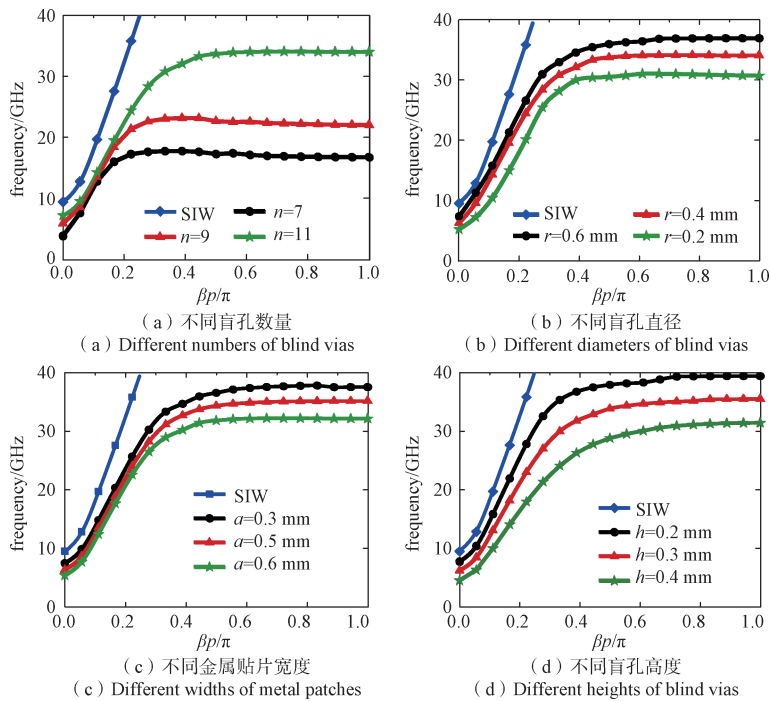 frequency/GHz
40
30
20
10
0
SIW
n=7
n=9
n=11
0.0 0.2 0.4 0.6 0.8 1.0
βp/π
(a)不同盲孔数量
(a)Different numbers of blind vias
frequency/GHz
40
30
20
10
0
SIW
r=0.4 mm
r=0.6 mm
r=0.2 mm
0.0 0.2 0.4 0.6 0.8 1.0
βp/π
(b)不同盲孔直径
(b)Different diameters of blind vias
frequency/GHz
40
30
20
10
0
SIW
a=0.3 mm
a=0.5 mm
a=0.6 mm
0.0 0.2 0.4 0.6 0.8 1.0
βp/π
(c)不同金属贴片宽度
(c)Different widths of metal patches
frequency/GHz
40
30
20
10
0
SIW
h=0.2 mm
h=0.3 mm
h=0.4 mm
0.0 0.2 0.4 0.6 0.8 1.0
βp/π
(d)不同盲孔高度
(d)Different heights of blind vias